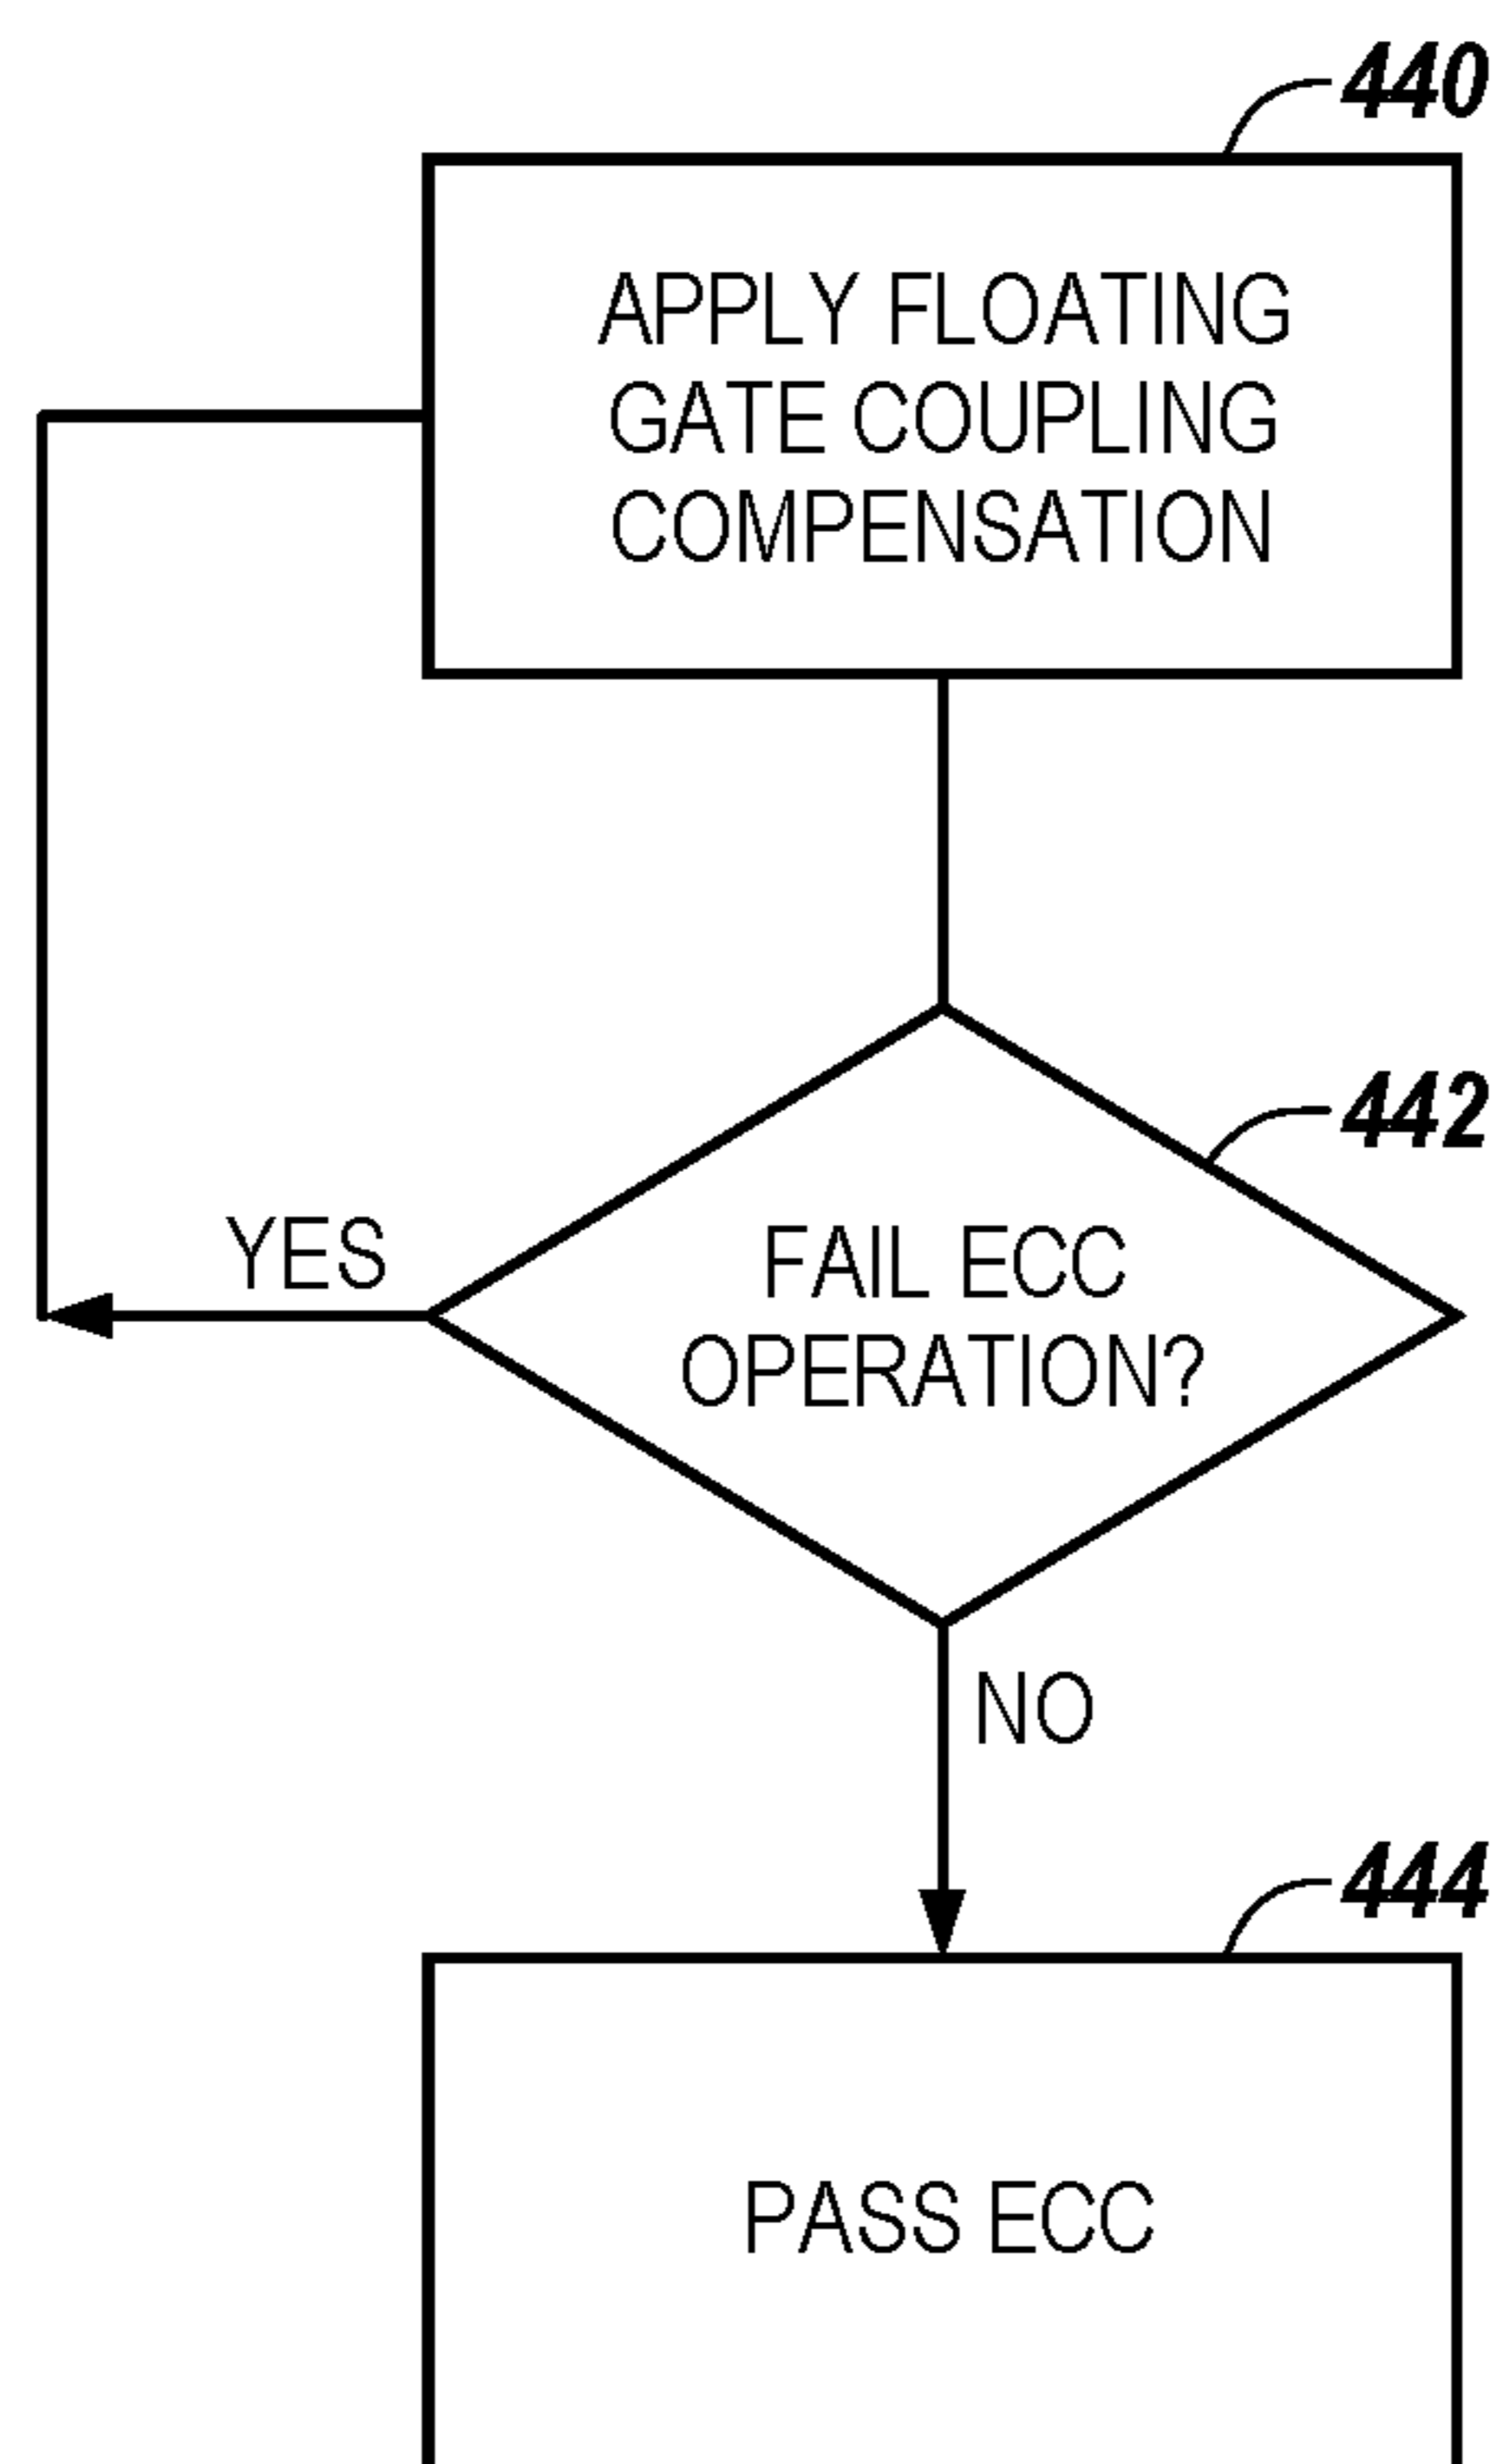 440
APPLY FLOATING
GATE COUPLING
COMPENSATION
442
FAIL ECC
OPERATION?
YES
NO
444
PASS ECC